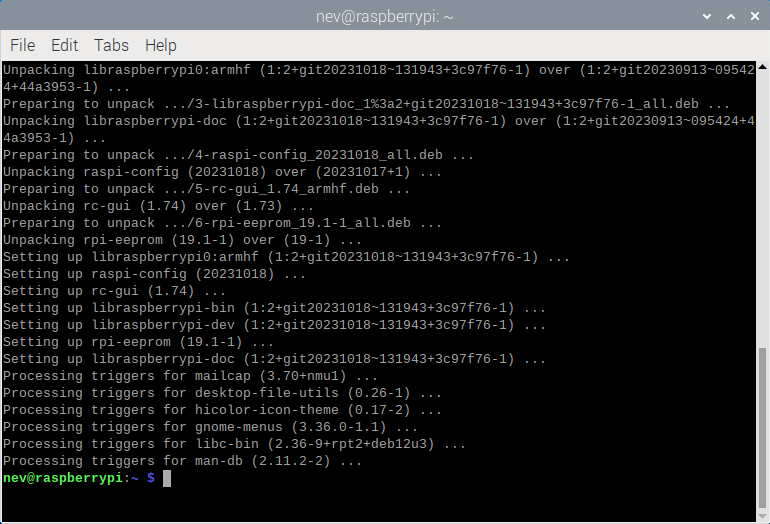 nev@raspberrypi: ~
File Edit Tabs Help
Unpacking libraspberrypi0:armhf (1:2+git20231018~131943+3c97f76-1) over (1:2+git20230913~09542
4+44a3953-1) ...
Preparing to unpack .../3-libraspberrypi-doc_1%3a2+git20231018~131943+3c97f76-1_all.deb ...
Unpacking libraspberrypi-doc (1:2+git20231018~131943+3c97f76-1) over (1:2+git20230913~095424+4
4a3953-1) ...
Preparing to unpack .../4-raspi-config_20231018_all.deb ...
Unpacking raspi-config (20231018) over (20231017+1) ...
Preparing to unpack .../5-rc-gui_1.74_armhf.deb ...
Unpacking rc-gui (1.74) over (1.73) ...
Preparing to unpack .../6-rpi-eeprom_19.1-1_all.deb ...
Unpacking rpi-eeprom (19.1-1) over (19-1) ...
Setting up libraspberrypi0:armhf (1:2+git20231018~131943+3c97f76-1) ...
Setting up raspi-config (20231018) ...
Setting up rc-gui (1.74) ...
Setting up libraspberrypi-bin (1:2+git20231018~131943+3c97f76-1) ...
Setting up libraspberrypi-dev (1:2+git20231018~131943+3c97f76-1) ...
Setting up rpi-eeprom (19.1-1) ...
Setting up libraspberrypi-doc (1:2+git20231018~131943+3c97f76-1) ...
Processing triggers for mailcap (3.70+nmu1) ...
Processing triggers for desktop-file-utils (0.26-1) ...
Processing triggers for hicolor-icon-theme (0.17-2) ...
Processing triggers for gnome-menus (3.36.0-1.1) ...
Processing triggers for libc-bin (2.36-9+rpt2+deb12u3) ...
Processing triggers for man-db (2.11.2-2) ...
nev@raspberrypi:~ $